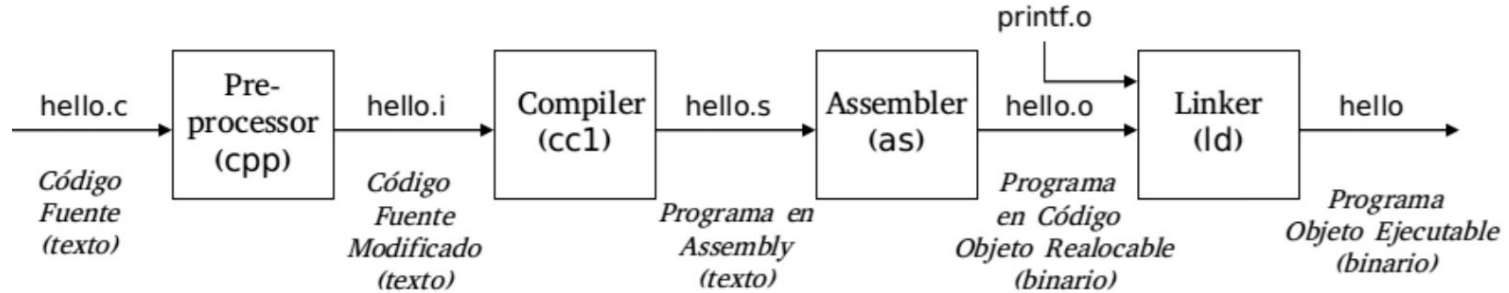 printf.o
hello.c
Pre-
processor
(cpp)
hello.i
Compiler
(cc1)
hello.s
Assembler
(as)
hello.o
Linker
(ld)
hello
Código
Fuente
(texto)
Código
Fuente
Modificado
(texto)
Programa en
Assembly
(texto)
Programa
en Código
Objeto Realocable
(binario)
Programa
Objeto Ejecutable
(binario)